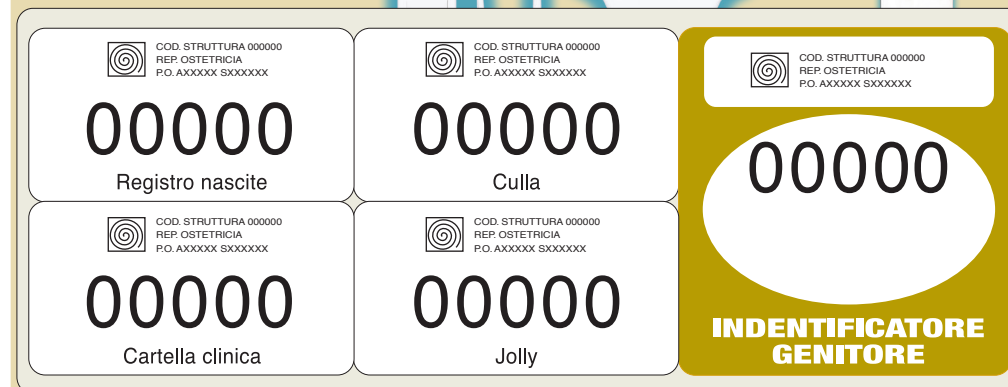 COD. STRUTTURA 000000
REP. OSTETRICIA
P.O. AXXXXX SXXXXXX
00000
Registro nascite
COD. STRUTTURA 000000
REP. OSTETRICIA
P.O. AXXXXX SXXXXXX
00000
Culla
COD. STRUTTURA 000000
REP. OSTETRICIA
P.O. AXXXXX SXXXXXX
00000
Cartella clinica
COD. STRUTTURA 000000
REP. OSTETRICIA
P.O. AXXXXX SXXXXXX
00000
Jolly
COD. STRUTTURA 000000
REP. OSTETRICIA
P.O. AXXXXX SXXXXXX
00000
INDENTIFICATORE
GENITORE